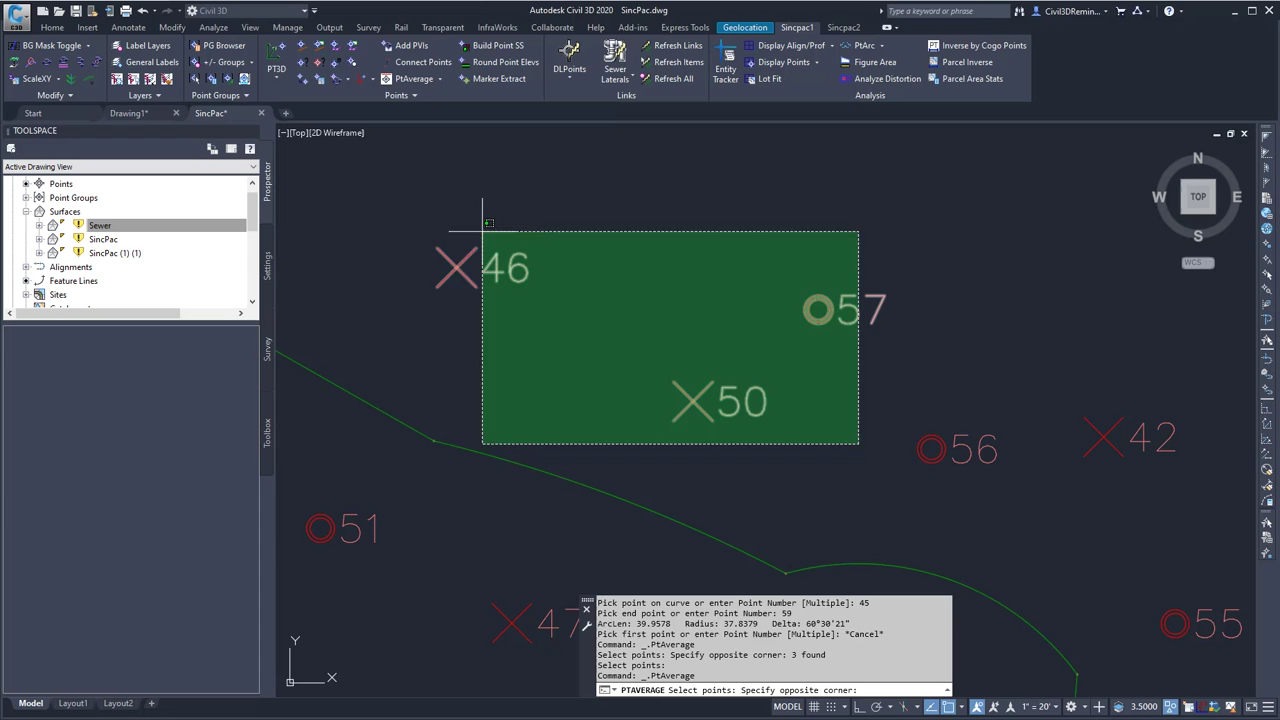 C3D
Civil 3D
Autodesk Civil 3D 2020 SincPac.dwg
Type a keyword or phrase
Civil3DRemin...
Home Insert Annotate Modify Analyze View Manage Output Survey Rail Transparent InfraWorks Collaborate Help Add-ins Express Tools Geolocation Sincpac1 Sincpac2
BG Mask Toggle
ScaleXY
Modify
Label Layers
General Labels
Layers
PG Browser
+/- Groups
Point Groups
PT3D
Add PVIs
Connect Points
PtAverage
Build Point SS
Round Point Elevs
Marker Extract
Points
DLPoints
Sewer
Laterals
Refresh Links
Refresh Items
Refresh All
Links
Entity
Tracker
Display Align/Prof
Display Points
Lot Fit
PtArc
Figure Area
Analyze Distortion
Inverse by Cogo Points
Parcel Inverse
Parcel Area Stats
Analysis
Start Drawing1* SincPac*
TOOLSPACE
Active Drawing View
Points
Point Groups
Surfaces
Sewer
SincPac
SincPac (1) (1)
Alignments
Feature Lines
Sites
Prospector
Settings
Survey
Toolbox
[−][Top][2D Wireframe]
N
W TOP E
S
WCS
46
57
50
56
42
51
47
55
Y
X
Pick point on curve or enter Point Number [Multiple]: 45
Pick end point or enter Point Number: 59
ArcLen: 39.9578 Radius: 37.8379 Delta: 60°30'21"
Pick first point or enter Point Number [Multiple]: *Cancel*
Command: _.PtAverage
Select points: Specify opposite corner: 3 found
Select points:
Command: _.PtAverage
PTAVERAGE Select points: Specify opposite corner:
Model Layout1 Layout2
MODEL
1" = 20'
3.5000